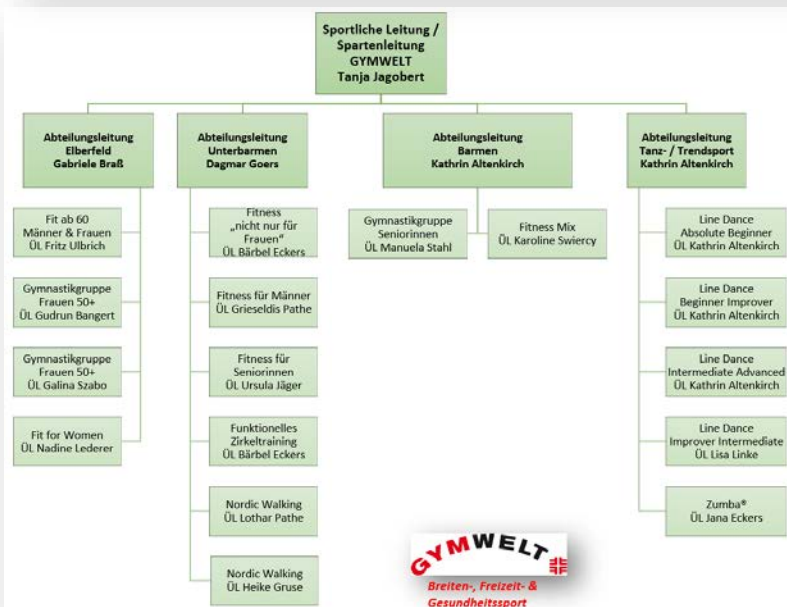 Sportliche Leitung /
Spartenleitung
GYMWELT
Tanja Jagobert
Abteilungsleitung
Elberfeld
Gabriele Braß
Abteilungsleitung
Unterbarmen
Dagmar Goers
Abteilungsleitung
Barmen
Kathrin Altenkirch
Abteilungsleitung
Tanz- / Trendsport
Kathrin Altenkirch
Fit ab 60
Männer & Frauen
ÜL Fritz Ulbrich
Gymnastikgruppe
Frauen 50+
ÜL Gudrun Bangert
Gymnastikgruppe
Frauen 50+
ÜL Galina Szabo
Fit for Women
ÜL Nadine Lederer
Fitness
„nicht nur für
Frauen“
ÜL Bärbel Eckers
Fitness für Männer
ÜL Grieseldis Pathe
Fitness für
Seniorinnen
ÜL Ursula Jäger
Funktionelles
Zirkeltraining
ÜL Bärbel Eckers
Nordic Walking
ÜL Lothar Pathe
Nordic Walking
ÜL Heike Gruse
Gymnastikgruppe
Seniorinnen
ÜL Manuela Stahl
Fitness Mix
ÜL Karoline Swiercy
Line Dance
Absolute Beginner
ÜL Kathrin Altenkirch
Line Dance
Beginner Improver
ÜL Kathrin Altenkirch
Line Dance
Intermediate Advanced
ÜL Kathrin Altenkirch
Line Dance
Improver Intermediate
ÜL Lisa Linke
Zumba®
ÜL Jana Eckers
GYMWELT
Breiten-, Freizeit- &
Gesundheitssport